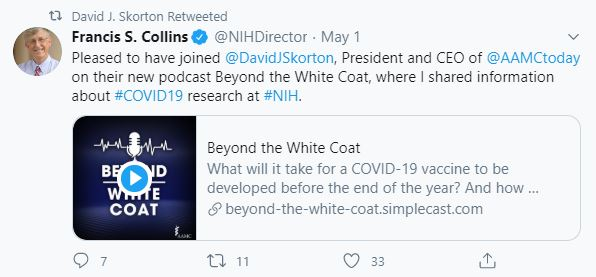 David J. Skorton Retweeted
Francis S. Collins @NIHDirector · May 1
Pleased to have joined @DavidJSkorton, President and CEO of @AAMCtoday
on their new podcast Beyond the White Coat, where I shared information
about #COVID19 research at #NIH.
BEYOND
THE
WHITE
COAT
AAMC
Beyond the White Coat
What will it take for a COVID-19 vaccine to be
developed before the end of the year? And how ...
beyond-the-white-coat.simplecast.com
7 11 33